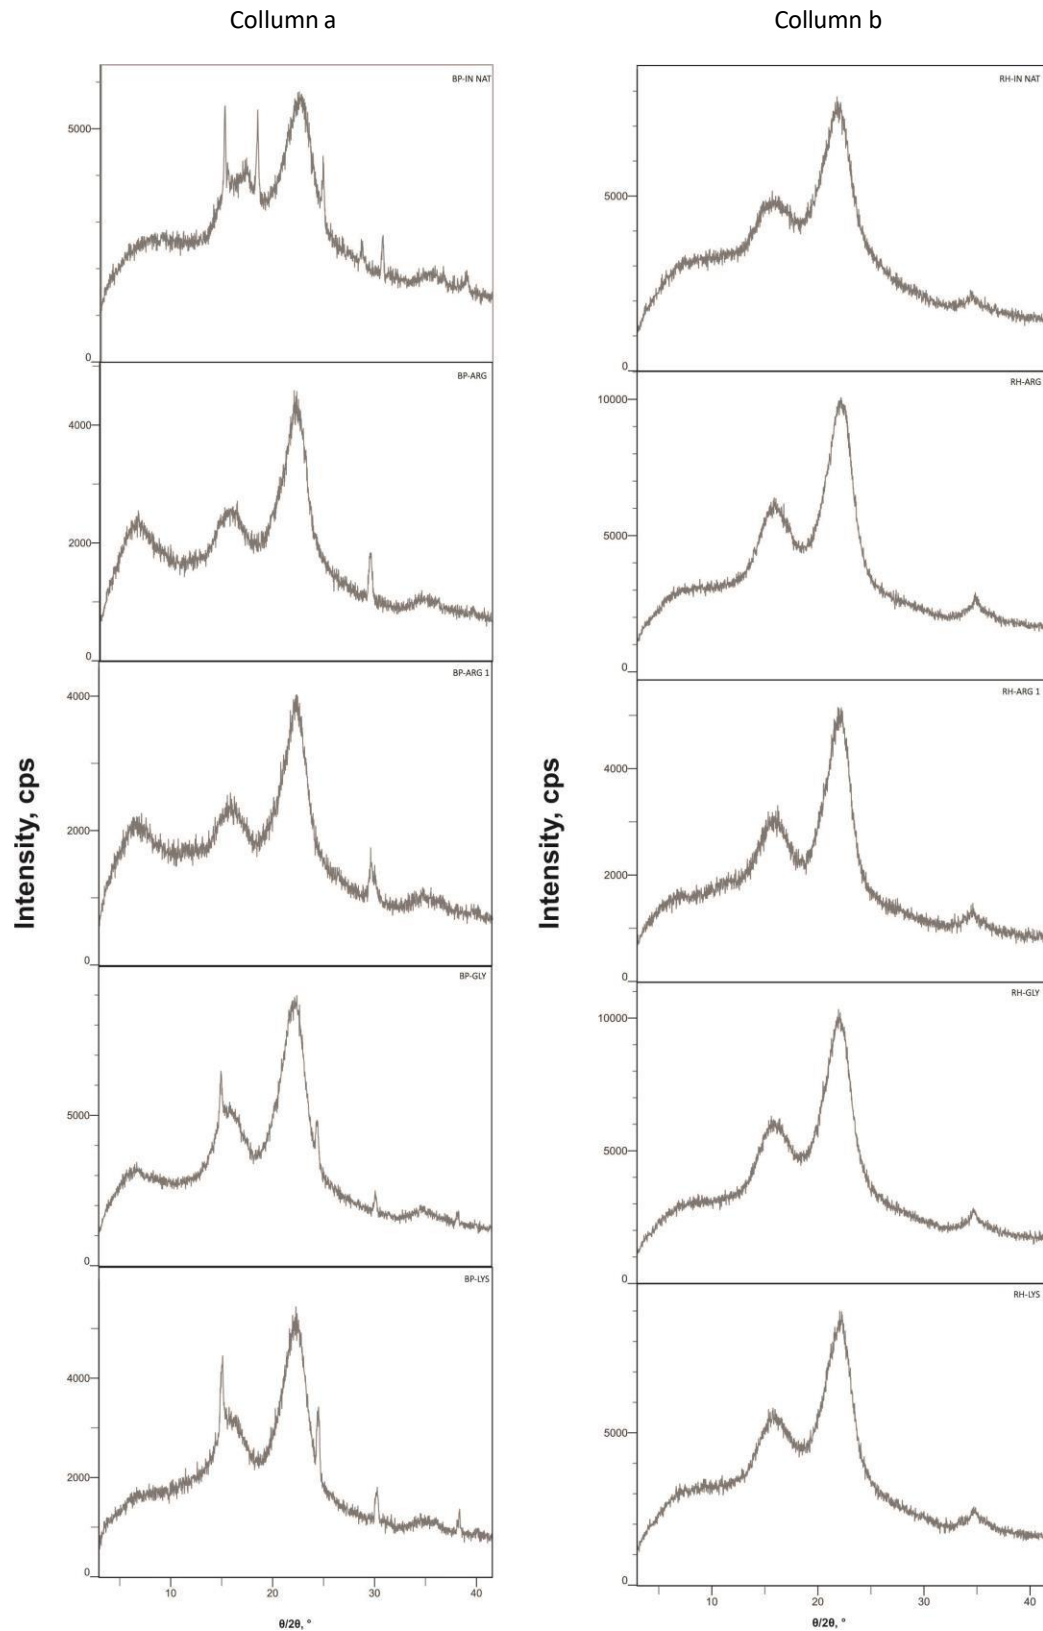 Collumn a
Collumn b
BP-IN NAT
5000
0
BP-ARG
4000
2000
0
BP-ARG 1
4000
2000
0
BP-GLY
5000
0
BP-LYS
4000
2000
0
10 20 30 40
θ/2θ, °
Intensity, cps
RH-IN NAT
5000
0
RH-ARG
10000
5000
0
RH-ARG 1
4000
2000
0
RH-GLY
10000
5000
0
RH-LYS
5000
0
10 20 30 40
θ/2θ, °
Intensity, cps